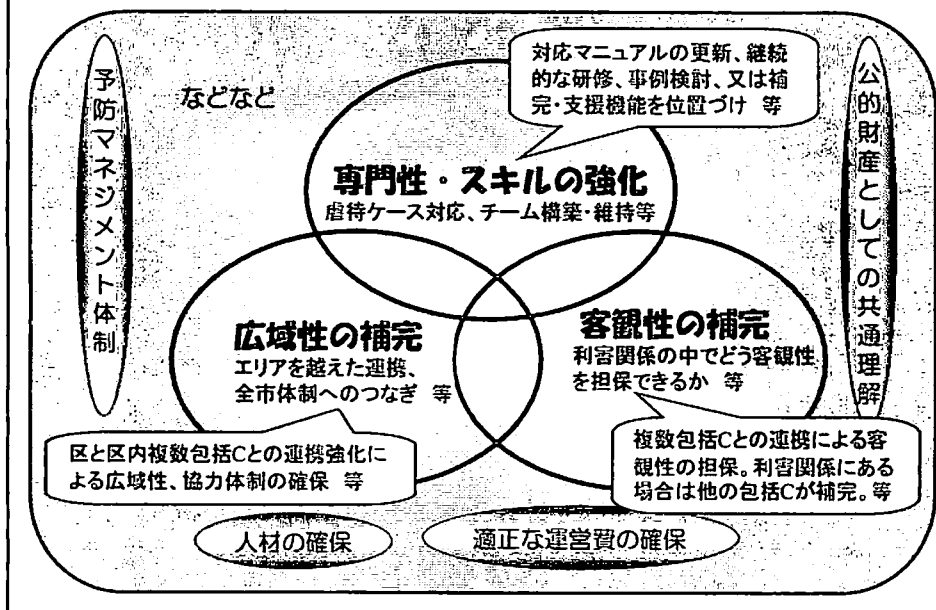 対応マニュアルの更新、継続
的な研修、事例検討、又は補
完・支援機能を位置づけ 等
予防マネジメント体制
などなど
公的財産としての共通理解
専門性・スキルの強化
虐待ケース対応、チーム構築・維持等
広域性の補完
エリアを越えた連携、
全市体制へのつなぎ 等
客観性の補完
利害関係の中でどう客観性
を担保できるか 等
区と区内複数包括Cとの連携強化に
よる広域性、協力体制の確保 等
複数包括Cとの連携による客
観性の担保。利害関係にある
場合は他の包括Cが補完。等
人材の確保
適正な運営費の確保